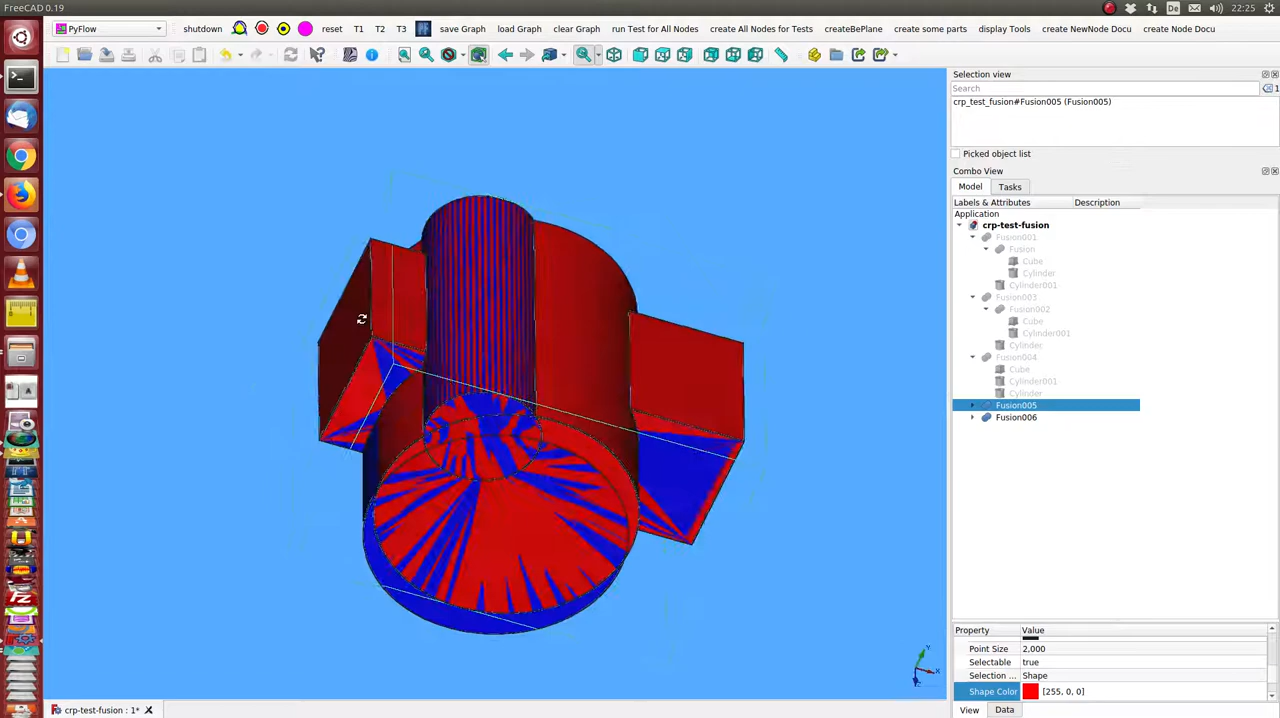 FreeCAD 0.19
De
22:25
PyFlow
shutdown
reset
T1
T2
T3
save Graph
load Graph
clear Graph
run Test for All Nodes
create All Nodes for Tests
createBePlane
create some parts
display Tools
create NewNode Docu
create Node Docu
Selection view
Search
1
crp_test_fusion#Fusion005 (Fusion005)
Picked object list
Combo View
Model
Tasks
Labels & Attributes
Description
Application
crp-test-fusion
Fusion001
Fusion
Cube
Cylinder
Cylinder001
Fusion003
Fusion002
Cube
Cylinder001
Cylinder
Fusion004
Cube
Cylinder001
Cylinder
Fusion005
Fusion006
Property
Value
Point Size
2,000
Selectable
true
Selection ...
Shape
Shape Color
[255, 0, 0]
View
Data
Y
X
crp-test-fusion : 1*